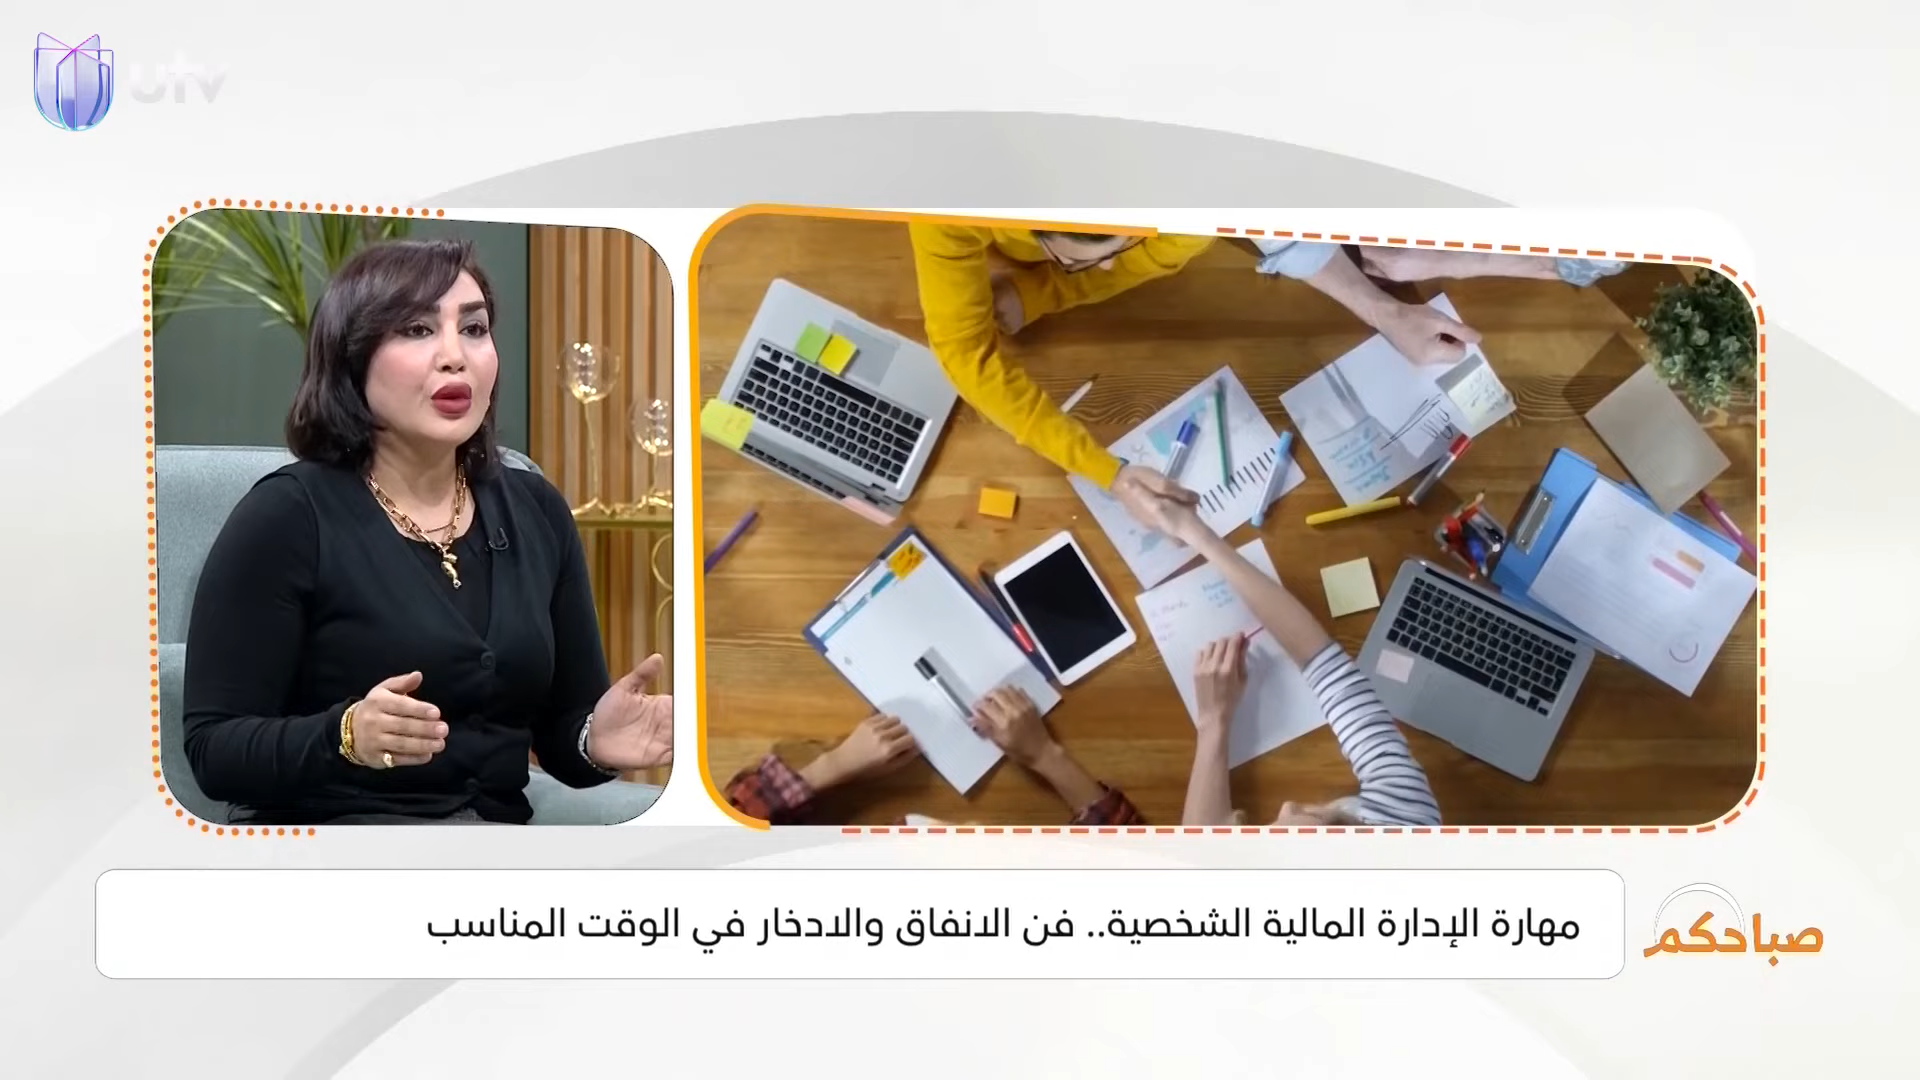 utv
مهارة الإدارة المالية الشخصية.. فن الانفاق والادخار في الوقت المناسب
صباحكم